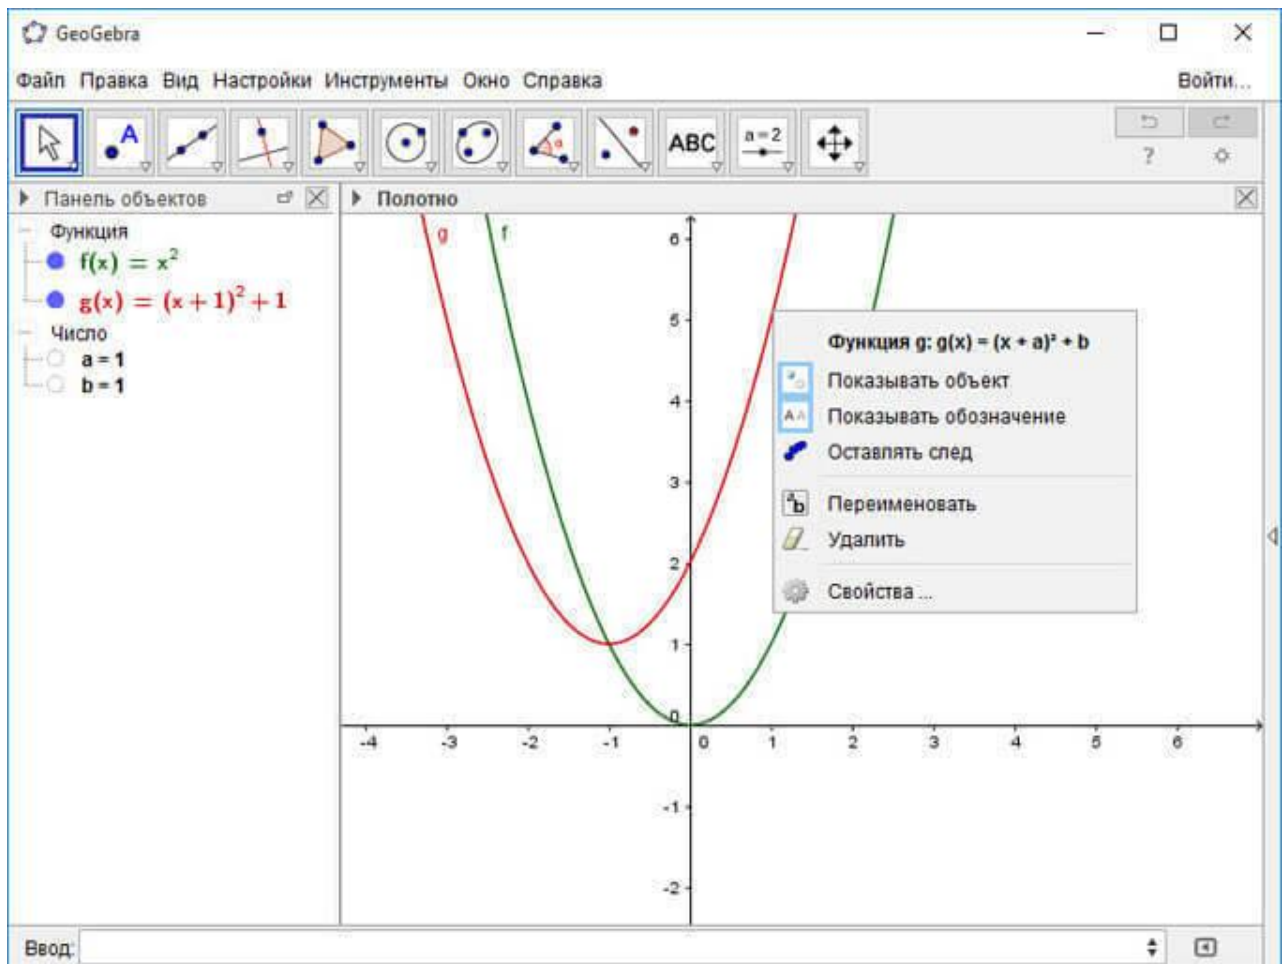 GeoGebra
Файл Правка Вид Настройки Инструменты Окно Справка Войти...
A α ABC a = 2 ?
Панель объектов
Полотно
Функция
f(x) = x²
g(x) = (x + 1)² + 1
Число
a = 1
b = 1
g f
6
5
4
3
2
1
0
-4 -3 -2 -1 0 1 2 3 4 5 6
-1
-2
Функция g: g(x) = (x + a)² + b
Показывать объект
AA Показывать обозначение
Оставлять след
ab Переименовать
Удалить
Свойства ...
Ввод: